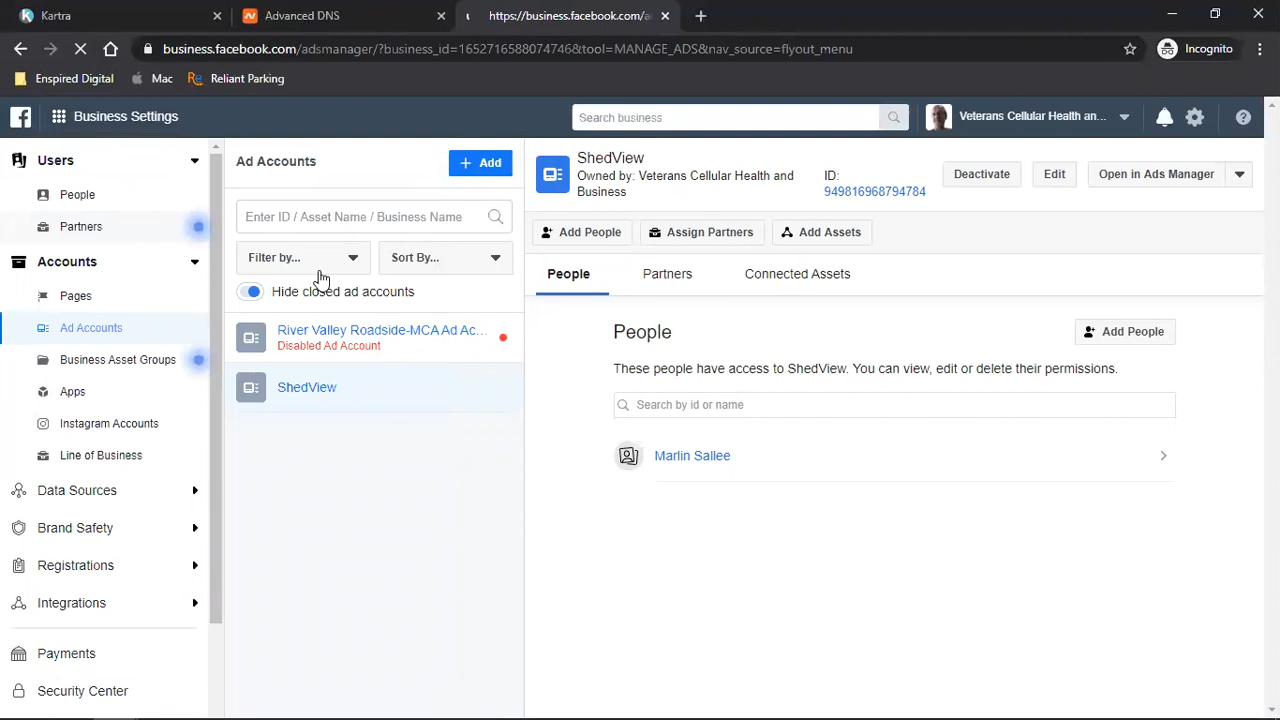 Kartra
Advanced DNS
https://business.facebook.com/a
business.facebook.com/adsmanager/?business_id=1652716588074746&tool=MANAGE_ADS&nav_source=flyout_menu
Incognito
Enspired Digital
Mac
Reliant Parking
Business Settings
Search business
Veterans Cellular Health an...
Users
People
Partners
Accounts
Pages
Ad Accounts
Business Asset Groups
Apps
Instagram Accounts
Line of Business
Data Sources
Brand Safety
Registrations
Integrations
Payments
Security Center
Ad Accounts
+ Add
Enter ID / Asset Name / Business Name
Filter by...
Sort By...
Hide closed ad accounts
River Valley Roadside-MCA Ad Ac...
Disabled Ad Account
ShedView
ShedView
Owned by: Veterans Cellular Health and
Business
ID:
949816968794784
Deactivate
Edit
Open in Ads Manager
Add People
Assign Partners
Add Assets
People
Partners
Connected Assets
People
Add People
These people have access to ShedView. You can view, edit or delete their permissions.
Search by id or name
Marlin Sallee